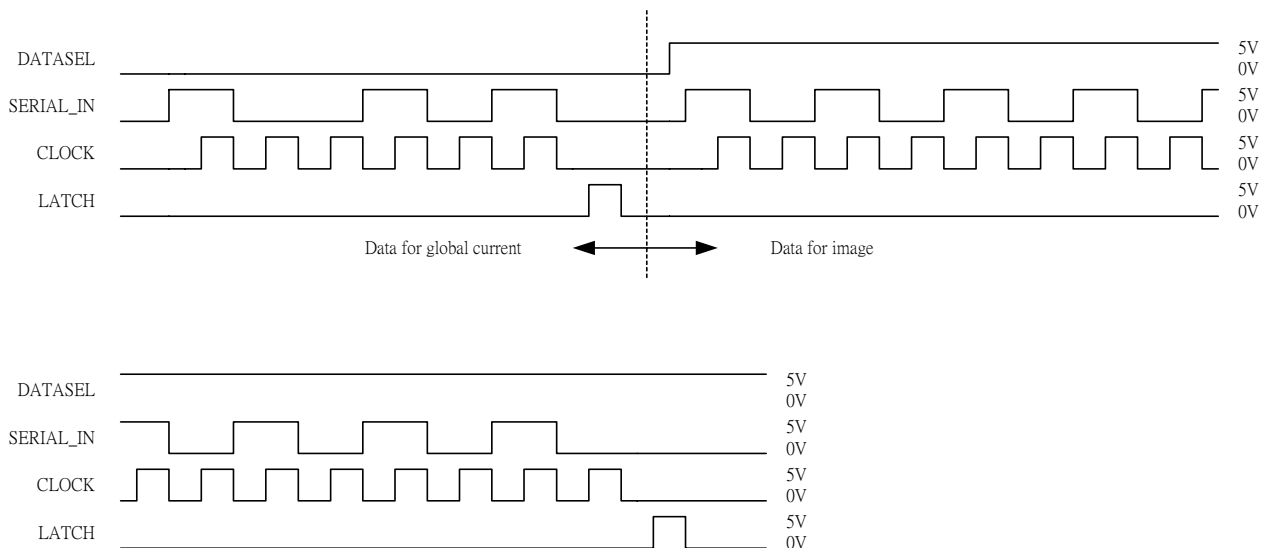 DATASEL
5V
0V
SERIAL_IN
5V
0V
CLOCK
5V
0V
LATCH
5V
0V
Data for global current
Data for image
DATASEL
5V
0V
SERIAL_IN
5V
0V
CLOCK
5V
0V
LATCH
5V
0V